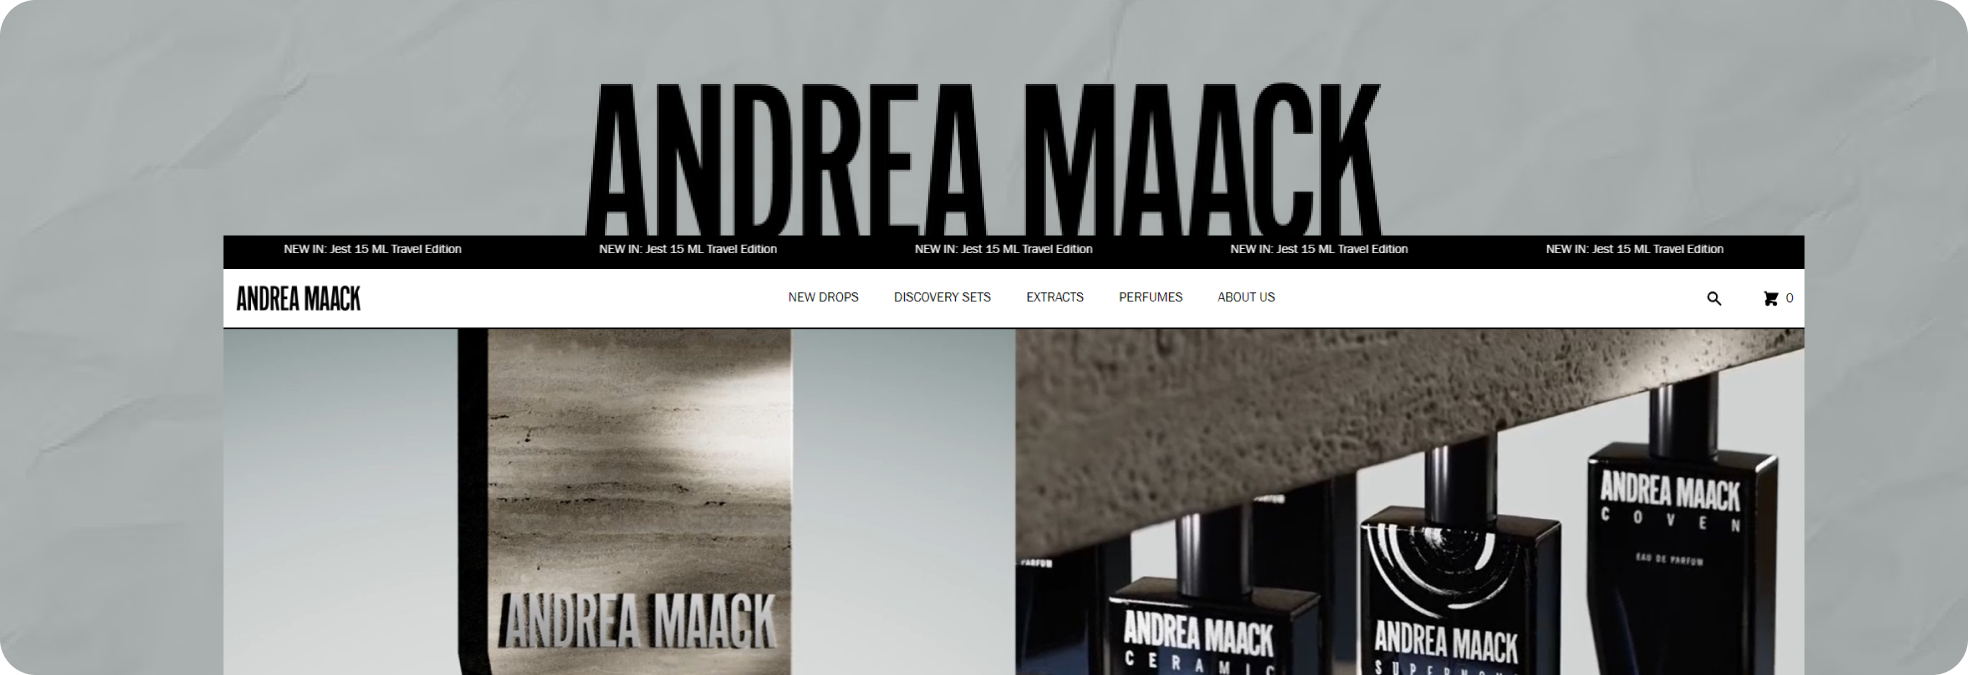 ANDREA MAACK
NEW IN: Jest 15 ML Travel Edition NEW IN: Jest 15 ML Travel Edition NEW IN: Jest 15 ML Travel Edition NEW IN: Jest 15 ML Travel Edition NEW IN: Jest 15 ML Travel Edition
ANDREA MAACK NEW DROPS DISCOVERY SETS EXTRACTS PERFUMES ABOUT US 0
ANDREA MAACK
ANDREA MAACK
COVEN
EAU DE PARFUM
PARFUM
ANDREA MAACK
CERAMIC
ANDREA MAACK